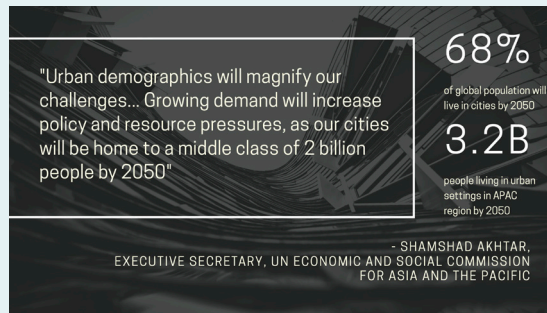 "Urban demographics will magnify our
challenges... Growing demand will increase
policy and resource pressures, as our cities
will be home to a middle class of 2 billion
people by 2050"
68%
of global population will
live in cities by 2050
3.2B
people living in urban
settings in APAC
region by 2050
- SHAMSHAD AKHTAR,
EXECUTIVE SECRETARY, UN ECONOMIC AND SOCIAL COMMISSION
FOR ASIA AND THE PACIFIC